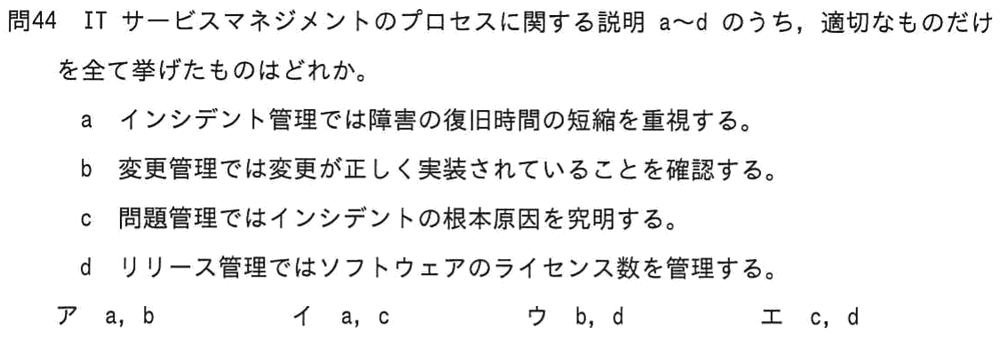 問44 IT サービスマネジメントのプロセスに関する説明 a～d のうち，適切なものだけ
を全て挙げたものはどれか。
a インシデント管理では障害の復旧時間の短縮を重視する。
b 変更管理では変更が正しく実装されていることを確認する。
c 問題管理ではインシデントの根本原因を究明する。
d リリース管理ではソフトウェアのライセンス数を管理する。
ア a，b イ a，c ウ b，d エ c，d